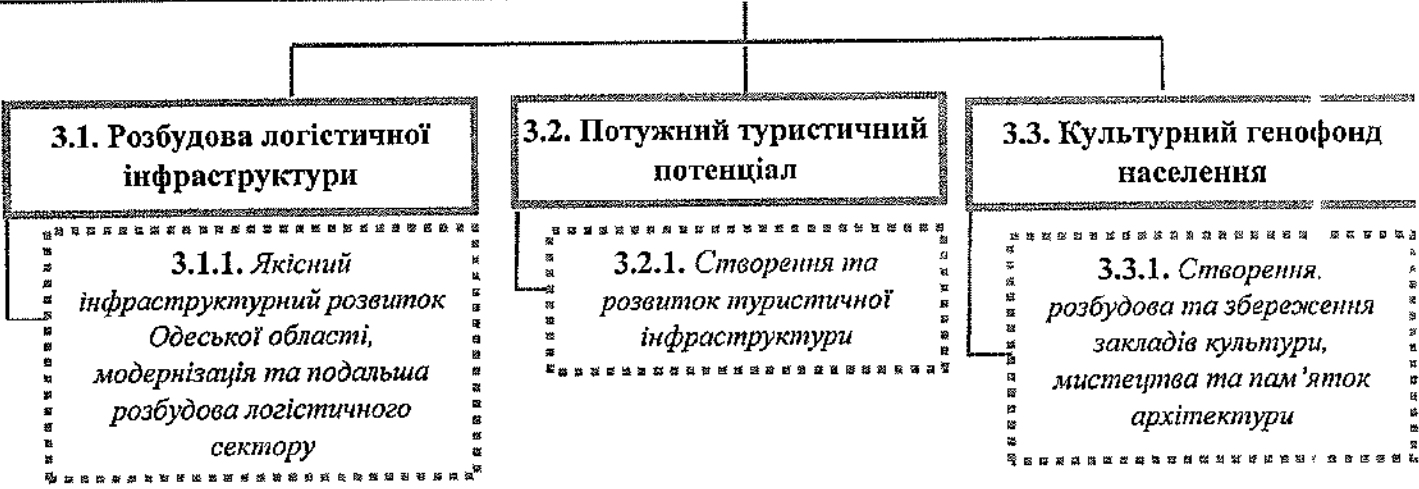 3.1. Розбудова логістичної
інфраструктури
3.1.1. Якісний
інфраструктурний розвиток
Одеської області,
модернізація та подальша
розбудова логістичного
сектору
3.2. Потужний туристичний
потенціал
3.2.1. Створення та
розвиток туристичної
інфраструктури
3.3. Культурний генофонд
населення
3.3.1. Створення,
розбудова та збереження
закладів культури,
мистецтва та пам’яток
архітектури